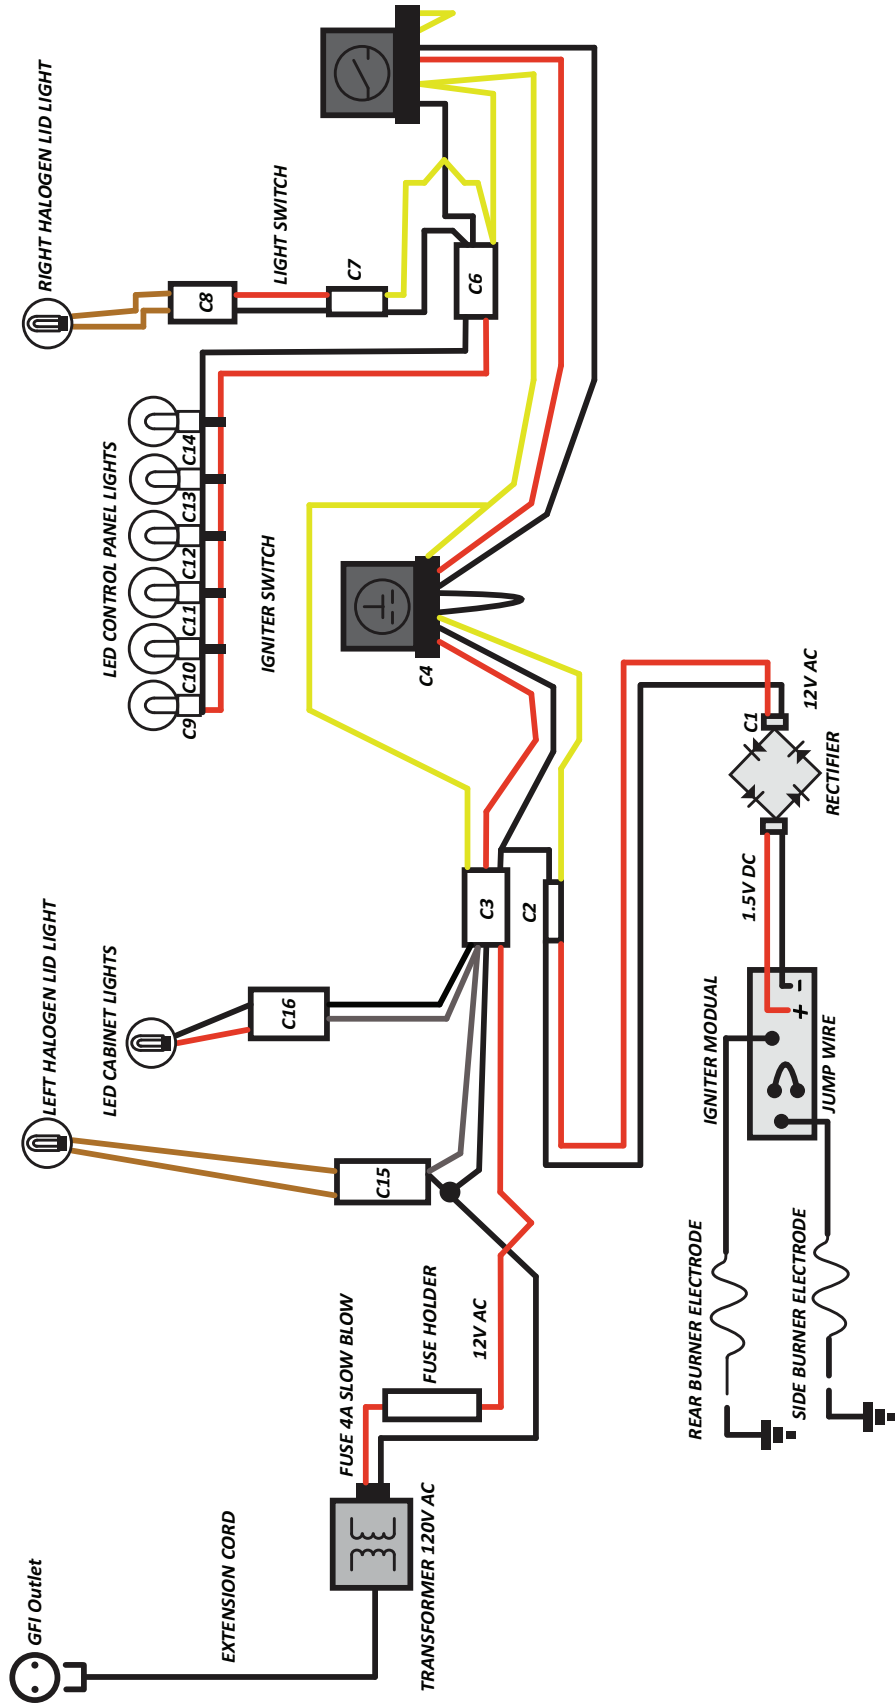 GFI Outlet
EXTENSION CORD
TRANSFORMER 120V AC
FUSE 4A SLOW BLOW
FUSE HOLDER
12V AC
LEFT HALOGEN LID LIGHT
LED CABINET LIGHTS
C15
C16
C3
C2
C4
IGNITER SWITCH
LED CONTROL PANEL LIGHTS
C9
C10
C11
C12
C13
C14
RIGHT HALOGEN LID LIGHT
C8
LIGHT SWITCH
C7
C6
REAR BURNER ELECTRODE
SIDE BURNER ELECTRODE
IGNITER MODUAL
JUMP WIRE
+ -
1.5V DC
RECTIFIER
C1
12V AC